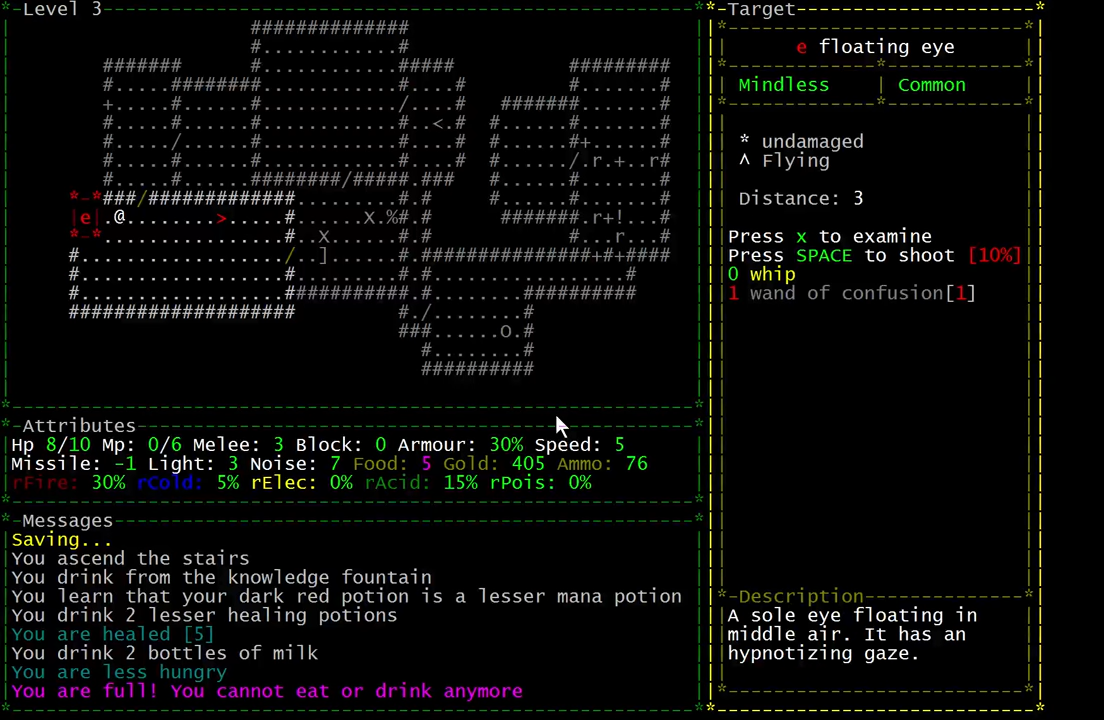 Level 3
##############
#............#
#######    #............#####          #########
#.....########............#....#          #.......#
+.....#......#............/....#   #######.......#
#.....#......#............#..<.#  #......#.......#
#...../......#............#....#  #......#+......#
#.....#......#............#....#  #....../.r.+..r#
#.....#......########/#####.###  #......#.......#
*-*###/#############............#.#    #......#.......#
|e|.@.........>.....#......x.%#.#     #######.r+!...#
*-*.................#..x......#.#           #...r...#
#................../..]......#.###############+#+####
#..................#.........#..................#
#..................##########.#........##########
####################         #./........#
###......o.#
#........#
##########
Attributes
Hp 8/10 Mp: 0/6 Melee: 3 Block: 0 Armour: 30% Speed: 5
Missile: -1 Light: 3 Noise: 7 Food: 5 Gold: 405 Ammo: 76
rFire: 30% rCold: 5% rElec: 0% rAcid: 15% rPois: 0%
Messages
Saving...
You ascend the stairs
You drink from the knowledge fountain
You learn that your dark red potion is a lesser mana potion
You drink 2 lesser healing potions
You are healed [5]
You drink 2 bottles of milk
You are less hungry
You are full! You cannot eat or drink anymore
Target
e floating eye
Mindless | Common
* undamaged
^ Flying
Distance: 3
Press x to examine
Press SPACE to shoot [10%]
0 whip
1 wand of confusion[1]
Description
A sole eye floating in
middle air. It has an
hypnotizing gaze.